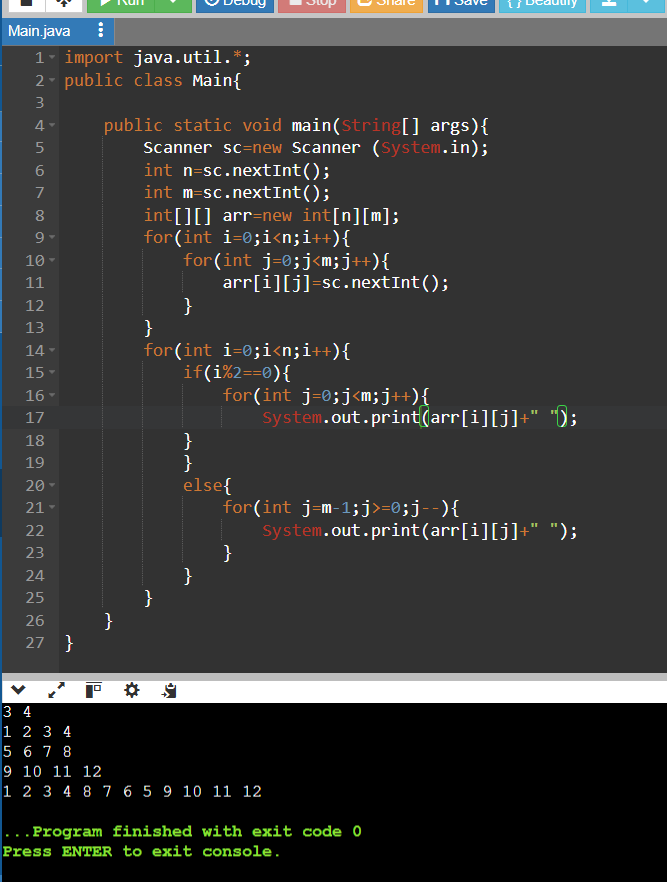 Run Debug Stop Share Save { } Beautify
Main.java
1 import java.util.*;
2 public class Main{
3
4 public static void main(String[] args){
5 Scanner sc=new Scanner (System.in);
6 int n=sc.nextInt();
7 int m=sc.nextInt();
8 int[][] arr=new int[n][m];
9 for(int i=0;i<n;i++){
10 for(int j=0;j<m;j++){
11 arr[i][j]=sc.nextInt();
12 }
13 }
14 for(int i=0;i<n;i++){
15 if(i%2==0){
16 for(int j=0;j<m;j++){
17 System.out.print(arr[i][j]+" ");
18 }
19 }
20 else{
21 for(int j=m-1;j>=0;j--){
22 System.out.print(arr[i][j]+" ");
23 }
24 }
25 }
26 }
27 }
3 4
1 2 3 4
5 6 7 8
9 10 11 12
1 2 3 4 8 7 6 5 9 10 11 12
...Program finished with exit code 0
Press ENTER to exit console.